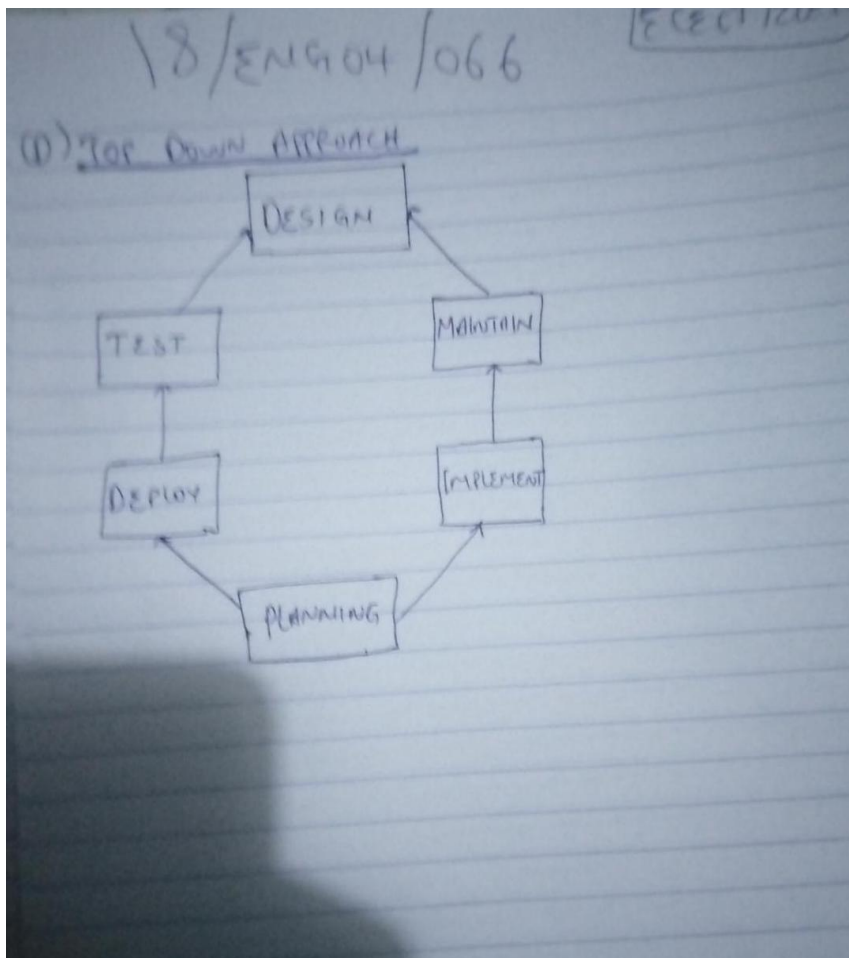 18/ENG04/066
(D) TOP DOWN APPROACH
DESIGN
TEST
MAINTAIN
DEPLOY
IMPLEMENT
PLANNING